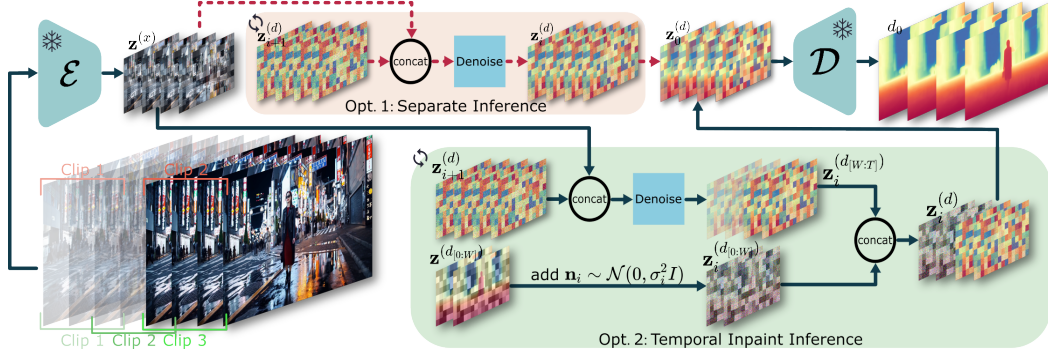 ℰ
z^(x)
z_{i+1}^(d)
concat
Denoise
z_i^(d)
Opt. 1: Separate Inference
z_0^(d)
𝒟
d_0
Clip 1 Clip 2
Clip 1 Clip 2 Clip 3
z_{i+1}^(d)
concat
Denoise
z_i^(d_[W:T])
concat
z_i^(d)
z^(d_[0:W])
add n_i ∼ 𝒩(0, σ_i^2 I)
z_i^(d_[0:W])
Opt. 2: Temporal Inpaint Inference